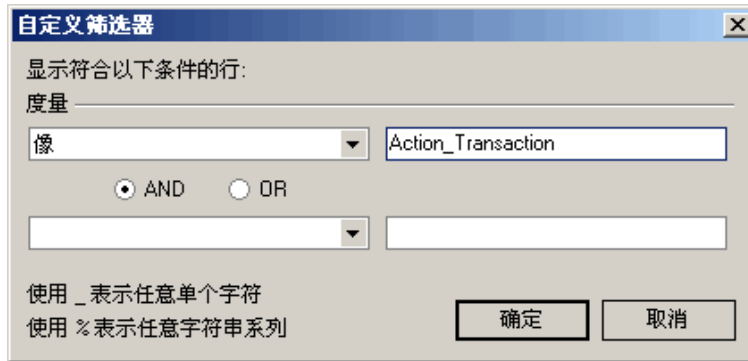 自定义筛选器
显示符合以下条件的行:
度量
像 Action_Transaction
AND OR
使用 _ 表示任意单个字符
使用 % 表示任意字符串系列
确定 取消